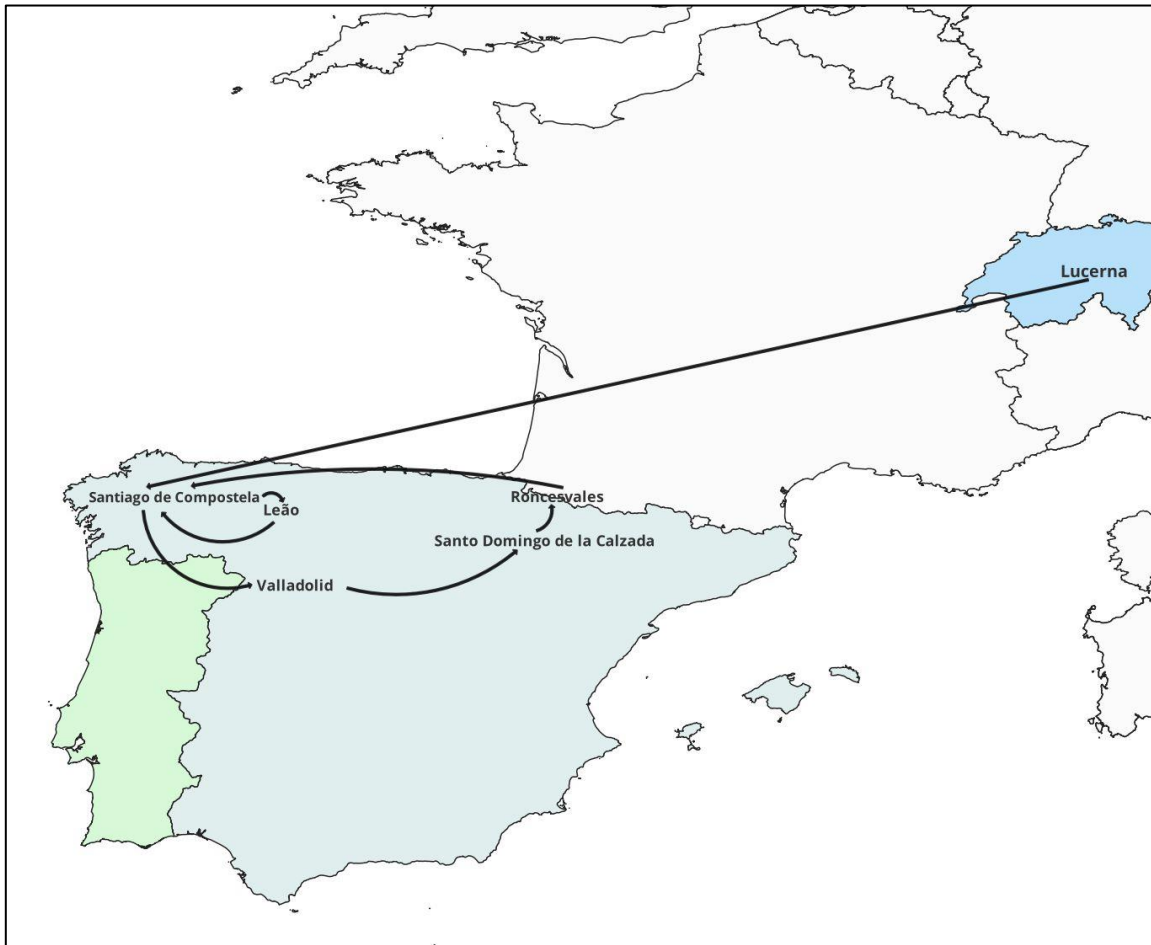 Lucerna
Santiago de Compostela
Roncesvales
Leão
Santo Domingo de la Calzada
Valladolid